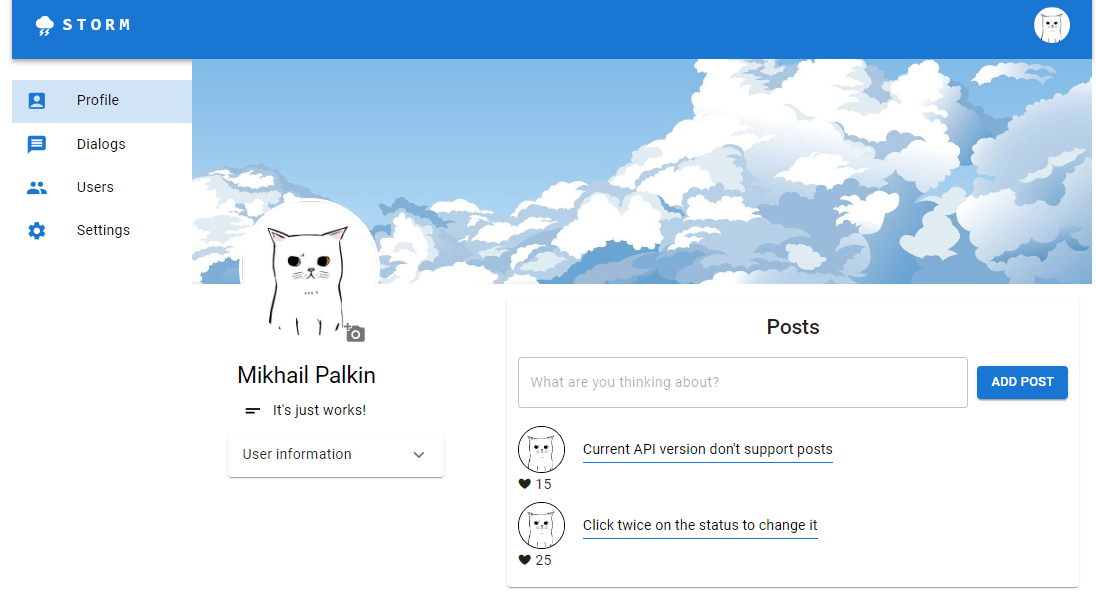 STORM
Profile
Dialogs
Users
Settings
Mikhail Palkin
It's just works!
User information
Posts
What are you thinking about?
ADD POST
Current API version don't support posts
15
Click twice on the status to change it
25